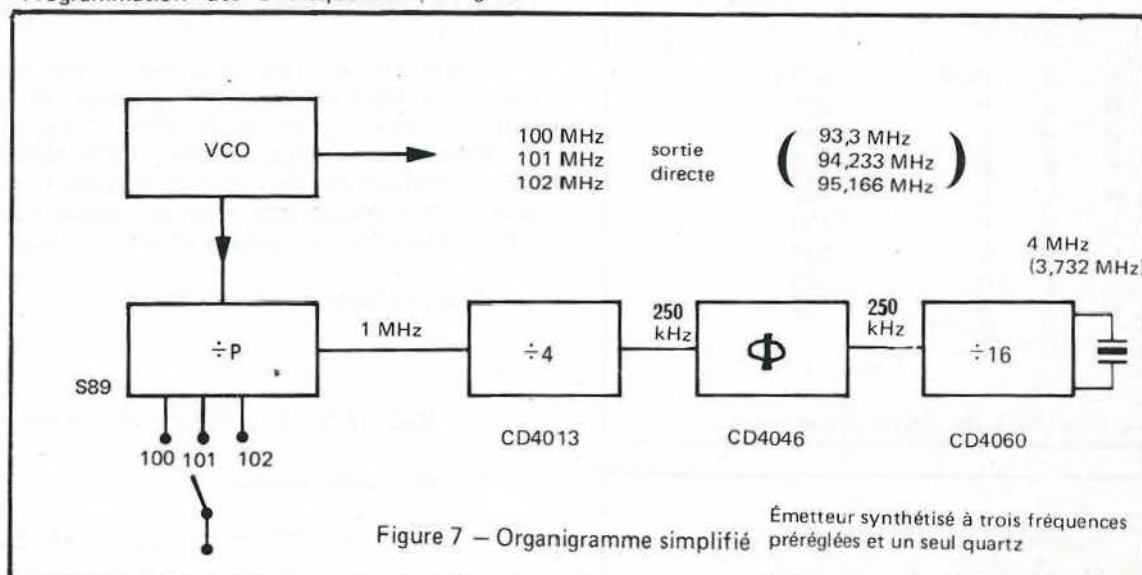 VCO
100 MHz
101 MHz
102 MHz
sortie
directe
( 93,3 MHz
94,233 MHz
95,166 MHz )
4 MHz
(3,732 MHz)
S89
÷P
1 MHz
÷4
250
kHz
Φ
250
kHz
÷16
100 101 102
CD4013
CD4046
CD4060
Figure 7 — Organigramme simplifié
Émetteur synthétisé à trois fréquences
préréglées et un seul quartz